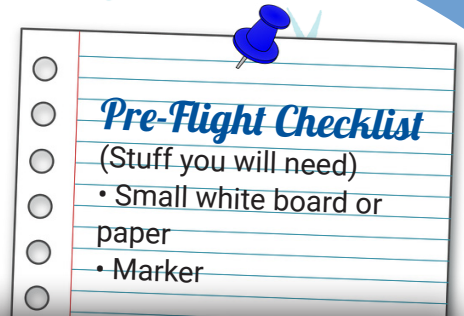 Pre-Flight Checklist
(Stuff you will need)
• Small white board or
paper
• Marker